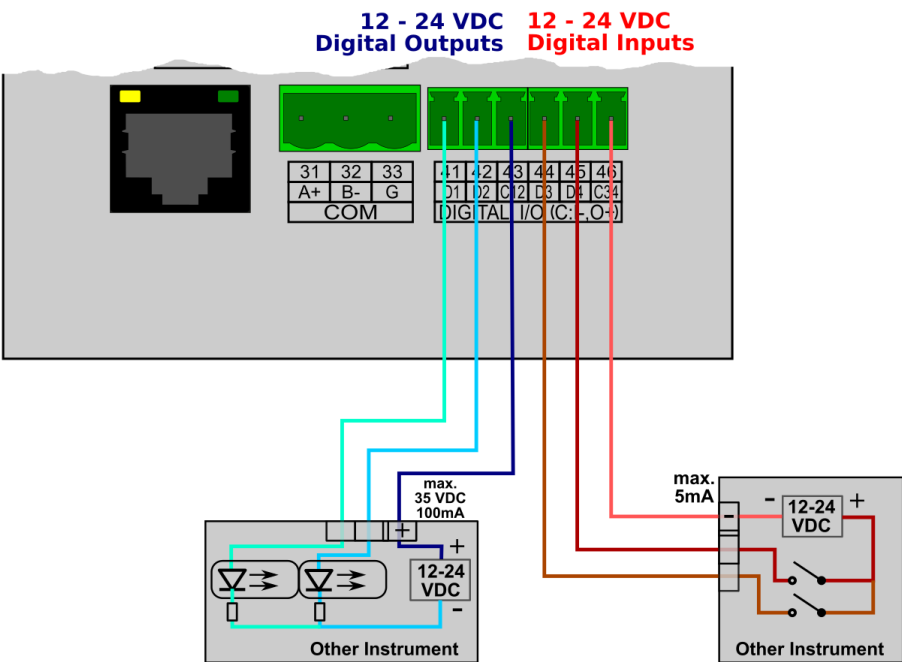 12 - 24 VDC
Digital Outputs
12 - 24 VDC
Digital Inputs
31 32 33
A+ B- G
COM
41 42 43 44 45 46
D1 D2 C12 D3 D4 C34
DIGITAL I/O (C:I-,O+)
max.
35 VDC
100mA
+
+
12-24
VDC
-
Other Instrument
max.
5mA
-
-
12-24
VDC
+
Other Instrument